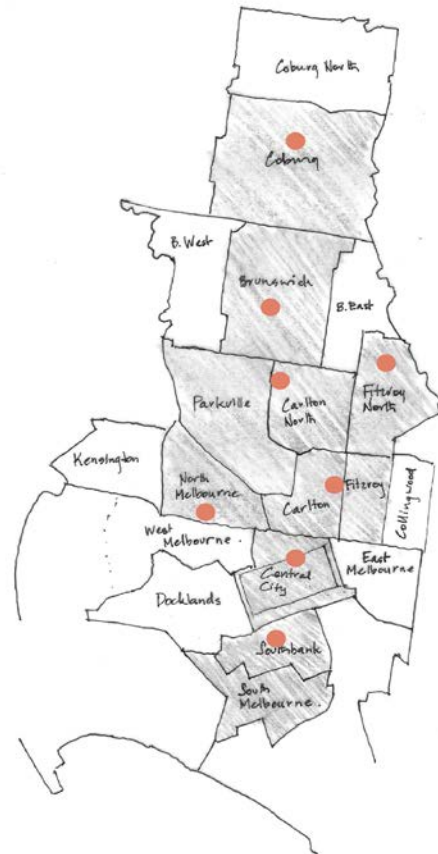 Coburg North
Coburg
B. West
Brunswick
B. East
Parkville
Carlton
North
Fitzroy
North
Kensington
North
Melbourne
Carlton
Fitzroy
Collingwood
West
Melbourne
Central
City
East
Melbourne
Docklands
Southbank
South
Melbourne.